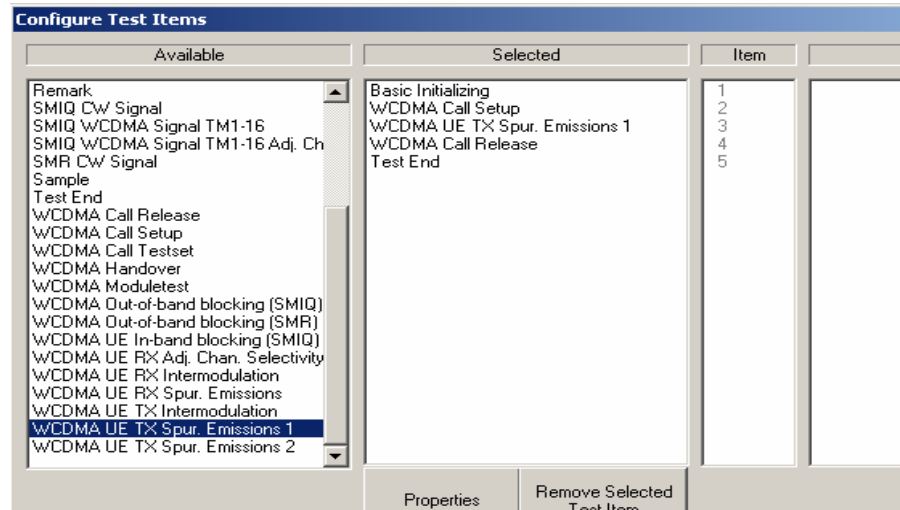 Configure Test Items
Available
Selected
Item
Remark
SMIQ CW Signal
SMIQ WCDMA Signal TM1-16
SMIQ WCDMA Signal TM1-16 Adj. Ch
SMR CW Signal
Sample
Test End
WCDMA Call Release
WCDMA Call Setup
WCDMA Call Testset
WCDMA Handover
WCDMA Moduletest
WCDMA Out-of-band blocking (SMIQ)
WCDMA Out-of-band blocking (SMR)
WCDMA UE In-band blocking (SMIQ)
WCDMA UE RX Adj. Chan. Selectivity
WCDMA UE RX Intermodulation
WCDMA UE RX Spur. Emissions
WCDMA UE TX Intermodulation
WCDMA UE TX Spur. Emissions 1
WCDMA UE TX Spur. Emissions 2
Basic Initializing
WCDMA Call Setup
WCDMA UE TX Spur. Emissions 1
WCDMA Call Release
Test End
1
2
3
4
5
Properties
Remove Selected
Test Item